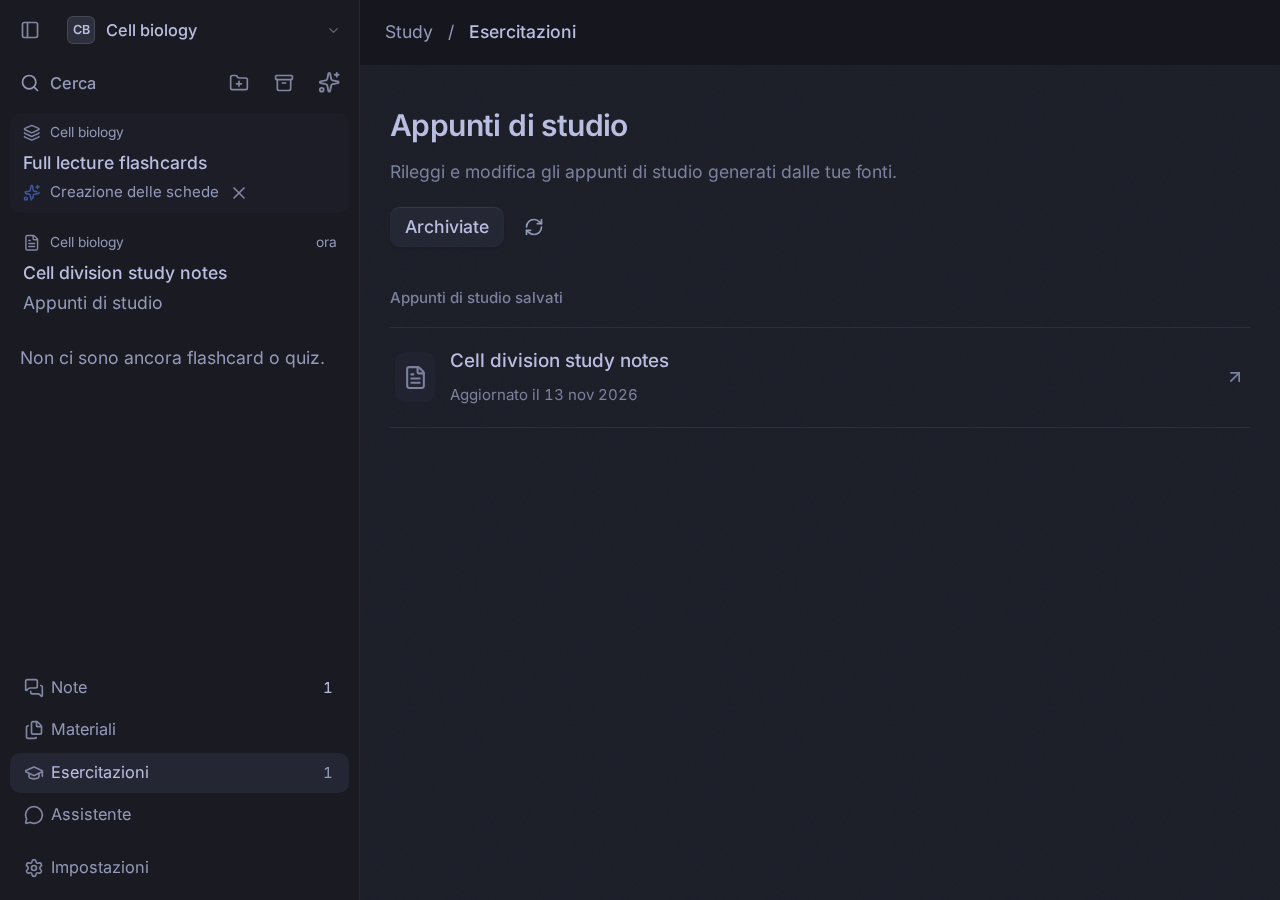 CB Cell biology
Cerca
Cell biology
Full lecture flashcards
Creazione delle schede
Cell biology ora
Cell division study notes
Appunti di studio
Non ci sono ancora flashcard o quiz.
Note 1
Materiali
Esercitazioni 1
Assistente
Impostazioni
Study / Esercitazioni
Appunti di studio
Rileggi e modifica gli appunti di studio generati dalle tue fonti.
Archiviate
Appunti di studio salvati
Cell division study notes
Aggiornato il 13 nov 2026